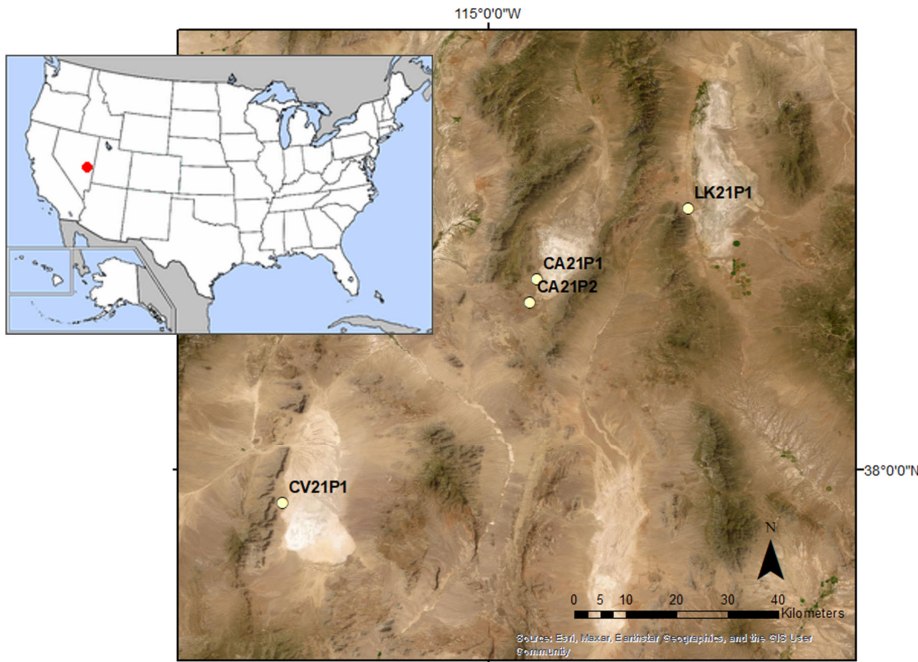 115°0'0"W
LK21P1
CA21P1
CA21P2
38°0'0"N
CV21P1
N
0 5 10 20 30 40
Kilometers
Source: Esri, Maxar, Earthstar Geographics, and the GIS User
Community